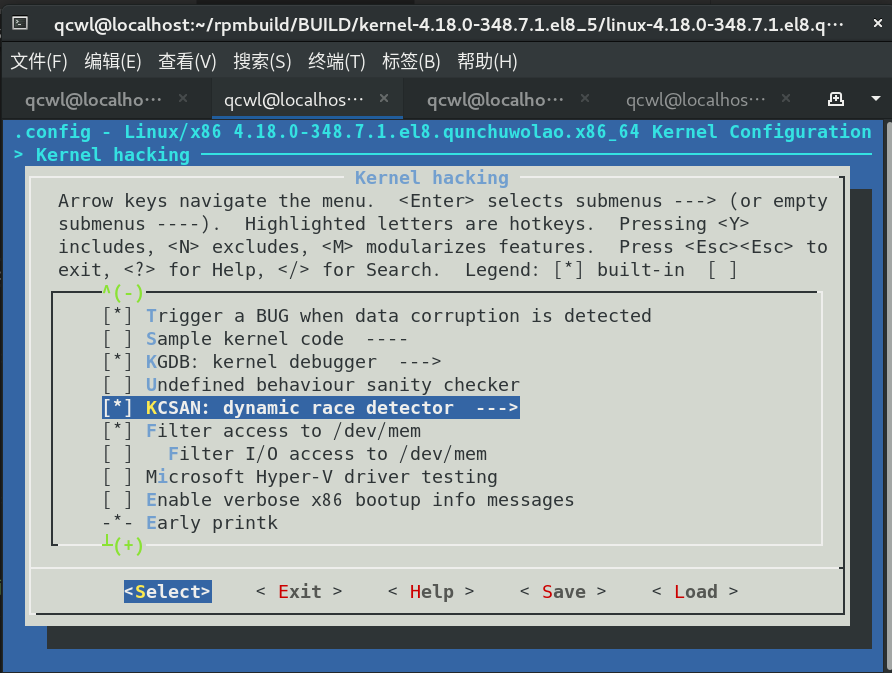 qcwl@localhost:~/rpmbuild/BUILD/kernel-4.18.0-348.7.1.el8_5/linux-4.18.0-348.7.1.el8.q···
文件(F) 编辑(E) 查看(V) 搜索(S) 终端(T) 标签(B) 帮助(H)
qcwl@localho··· × qcwl@localhos··· × qcwl@localho··· × qcwl@localhos··· ×
.config - Linux/x86 4.18.0-348.7.1.el8.qunchuwolao.x86_64 Kernel Configuration
> Kernel hacking
Kernel hacking
Arrow keys navigate the menu.  <Enter> selects submenus ---> (or empty
submenus ----).  Highlighted letters are hotkeys.  Pressing <Y>
includes, <N> excludes, <M> modularizes features.  Press <Esc><Esc> to
exit, <?> for Help, </> for Search.  Legend: [*] built-in  [ ]
^(-)
[*] Trigger a BUG when data corruption is detected
[ ] Sample kernel code  ----
[*] KGDB: kernel debugger  --->
[ ] Undefined behaviour sanity checker
[*] KCSAN: dynamic race detector  --->
[*] Filter access to /dev/mem
[ ]   Filter I/O access to /dev/mem
[ ] Microsoft Hyper-V driver testing
[ ] Enable verbose x86 bootup info messages
-*- Early printk
┴(+)
<Select>    < Exit >    < Help >    < Save >    < Load >